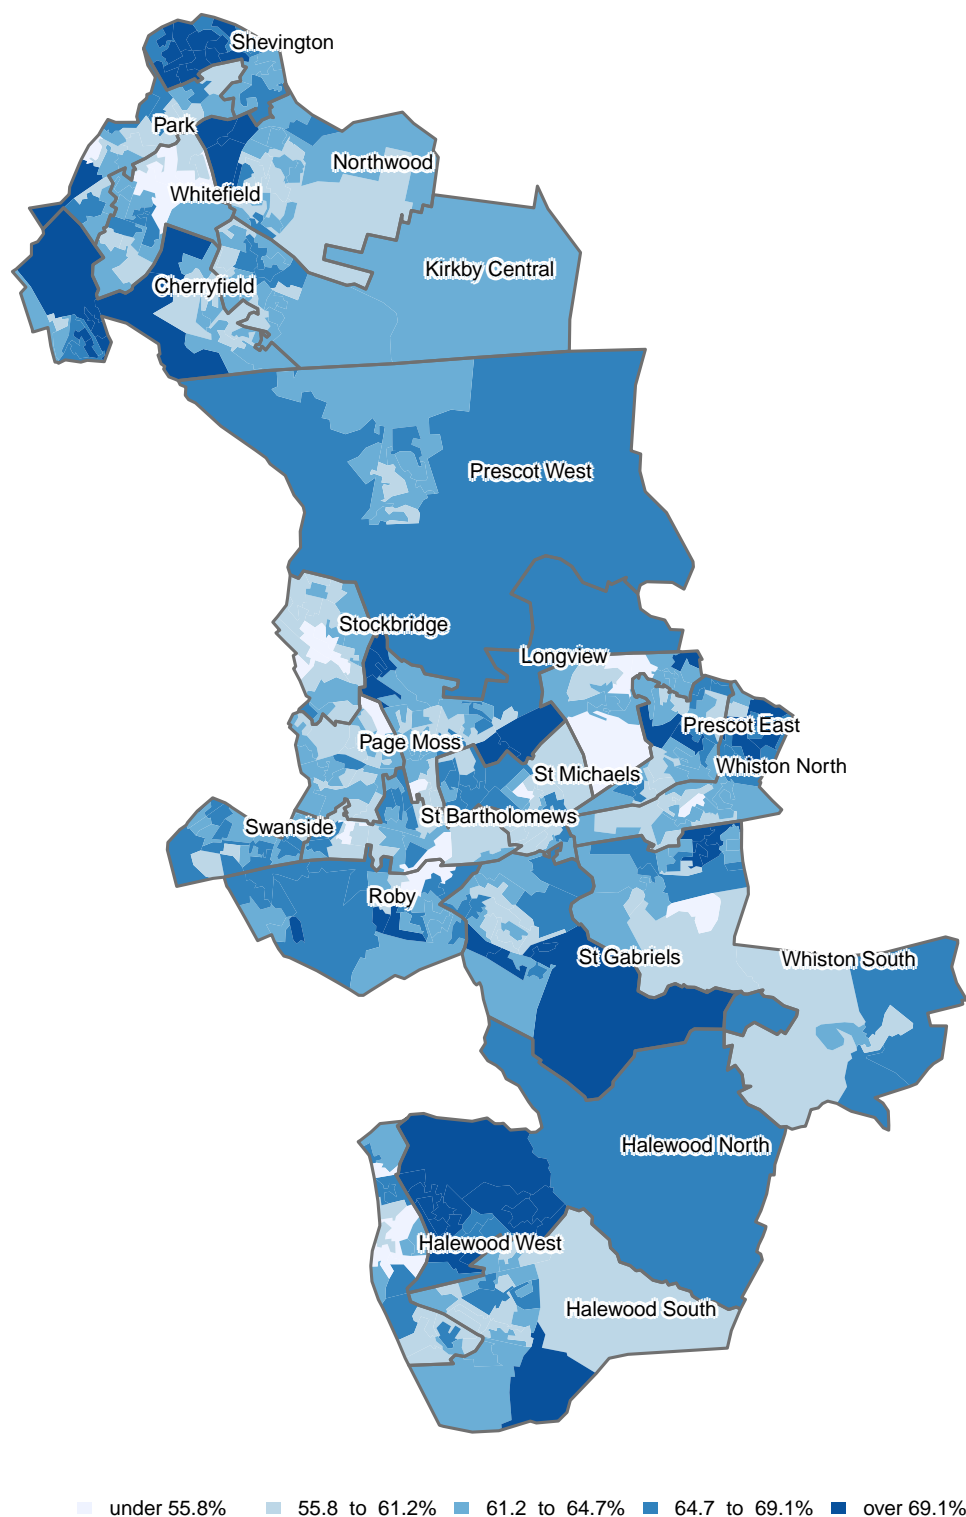 Shevington
Park
Northwood
Whitefield
Kirkby Central
Cherryfield
Prescot West
Stockbridge
Longview
Prescot East
Page Moss
Whiston North
St Michaels
St Bartholomews
Swanside
Roby
St Gabriels
Whiston South
Halewood North
Halewood West
Halewood South
under 55.8% 55.8 to 61.2% 61.2 to 64.7% 64.7 to 69.1% over 69.1%